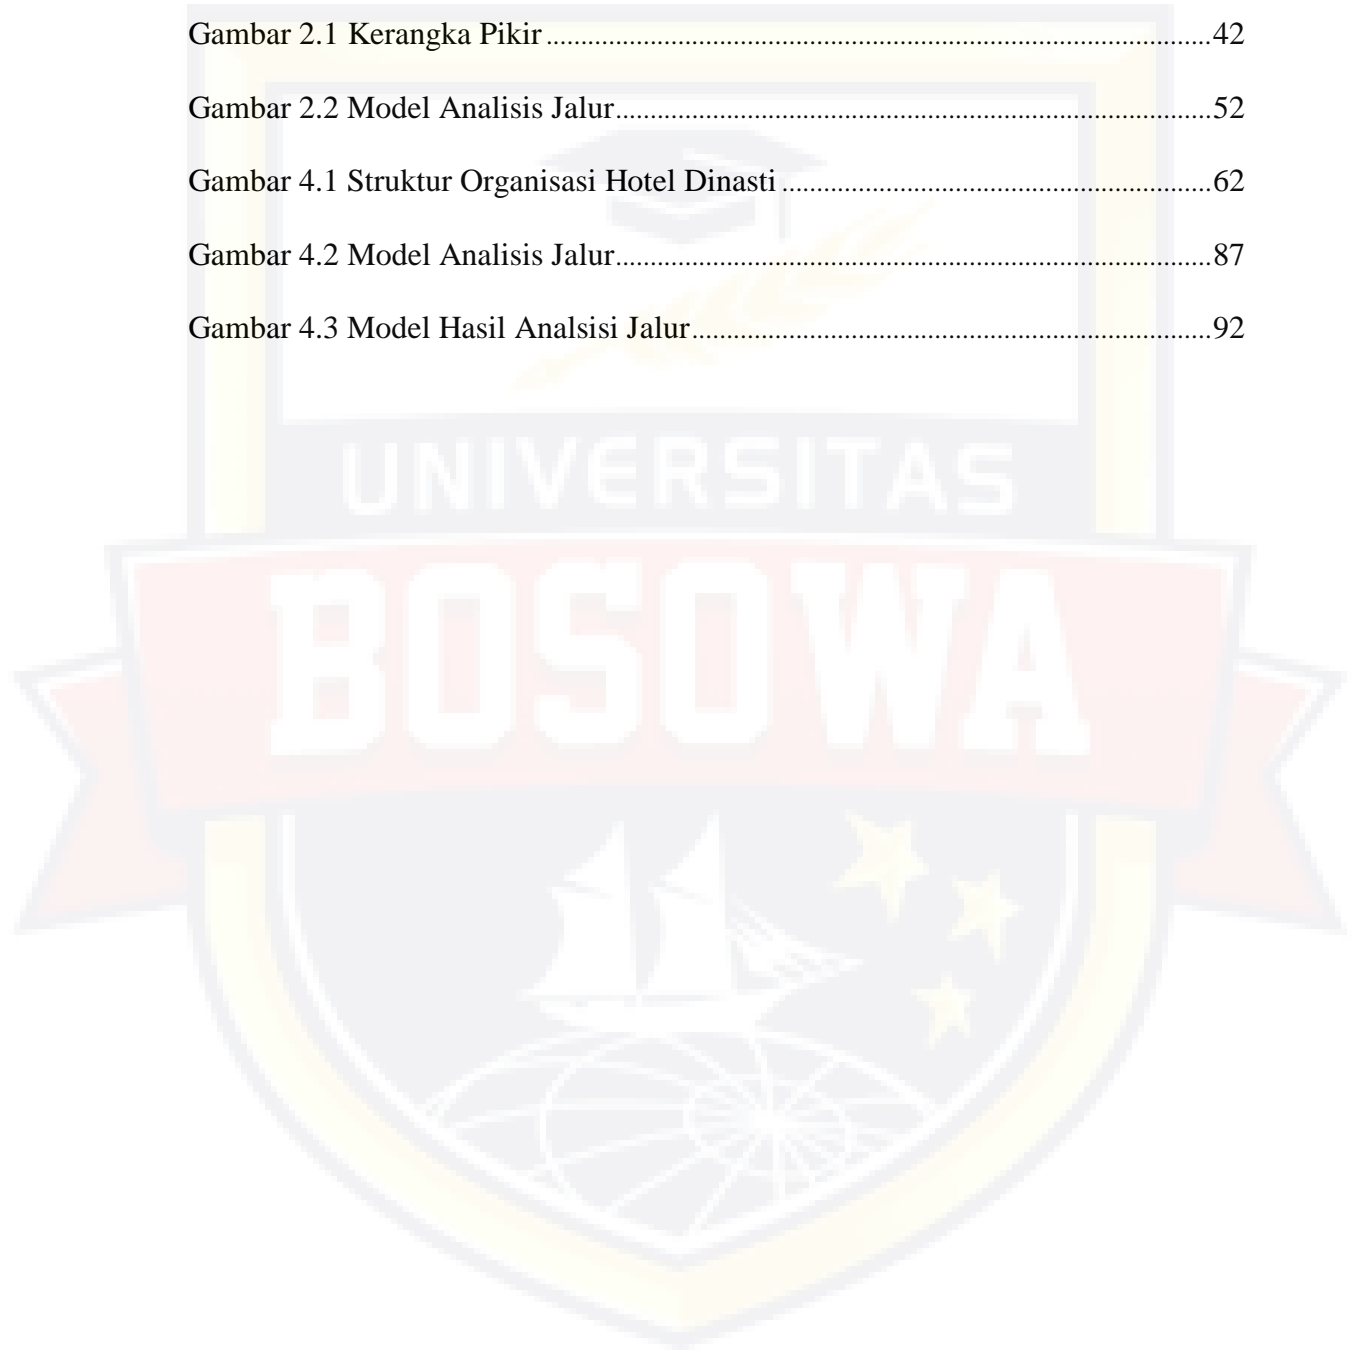 Gambar 2.1 Kerangka Pikir ........................................................................................ 42
Gambar 2.2 Model Analisis Jalur ............................................................................... 52
Gambar 4.1 Struktur Organisasi Hotel Dinasti ......................................................... 62
Gambar 4.2 Model Analisis Jalur ............................................................................... 87
Gambar 4.3 Model Hasil Analsisi Jalur ..................................................................... 92
UNIVERSITAS
BOSOWA